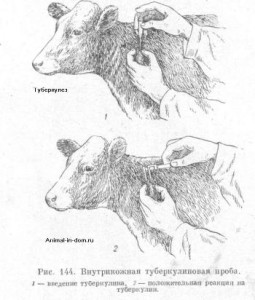 Туберкулез
1
Animal-in-dom.ru
2
Рис. 144. Внутрикожная туберкулиновая проба.
1 — введение туберкулина, 2 — положительная реакция на
туберкулин.